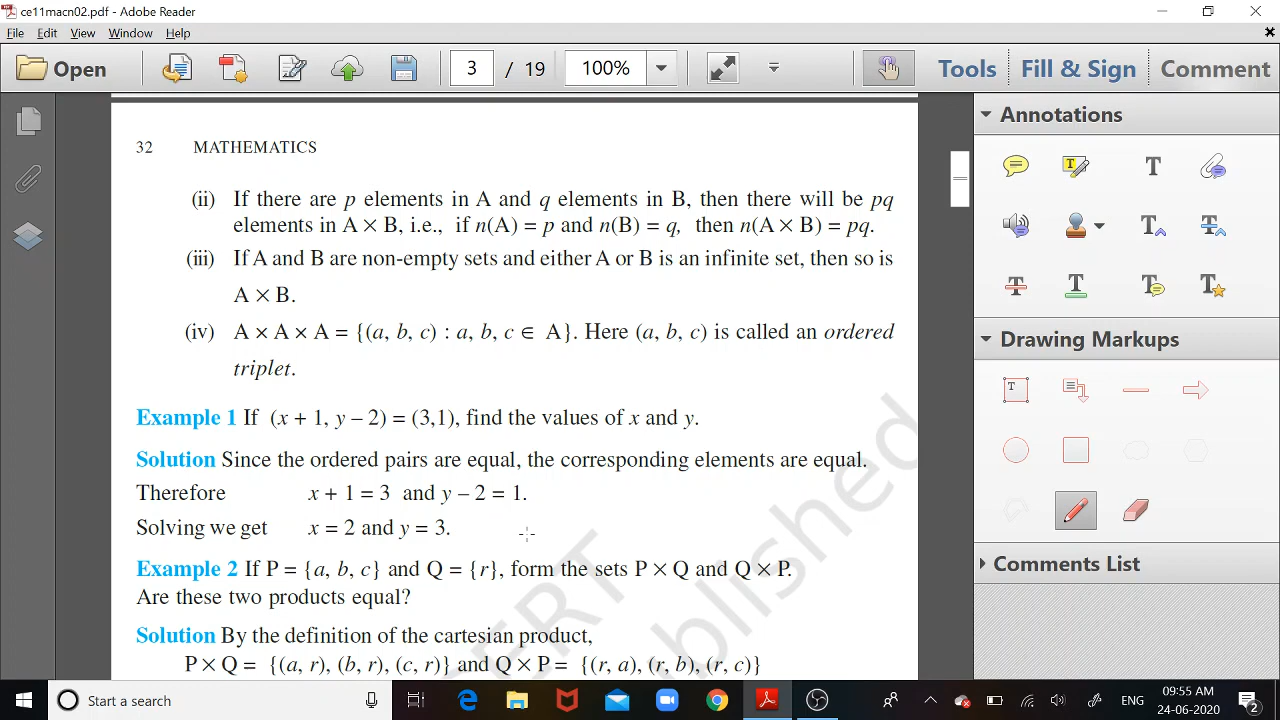 ce11macn02.pdf - Adobe Reader
File Edit View Window Help
Open 3 / 19 100% Tools Fill & Sign Comment
32 MATHEMATICS
(ii) If there are p elements in A and q elements in B, then there will be pq
elements in A × B, i.e., if n(A) = p and n(B) = q, then n(A × B) = pq.
(iii) If A and B are non-empty sets and either A or B is an infinite set, then so is
A × B.
(iv) A × A × A = {(a, b, c) : a, b, c ∈ A}. Here (a, b, c) is called an ordered
triplet.
Example 1 If (x + 1, y – 2) = (3,1), find the values of x and y.
Solution Since the ordered pairs are equal, the corresponding elements are equal.
Therefore x + 1 = 3 and y – 2 = 1.
Solving we get x = 2 and y = 3.
Example 2 If P = {a, b, c} and Q = {r}, form the sets P × Q and Q × P.
Are these two products equal?
Solution By the definition of the cartesian product,
P × Q = {(a, r), (b, r), (c, r)} and Q × P = {(r, a), (r, b), (r, c)}
Annotations
Drawing Markups
Comments List
Start a search
ENG
09:55 AM
24-06-2020
2